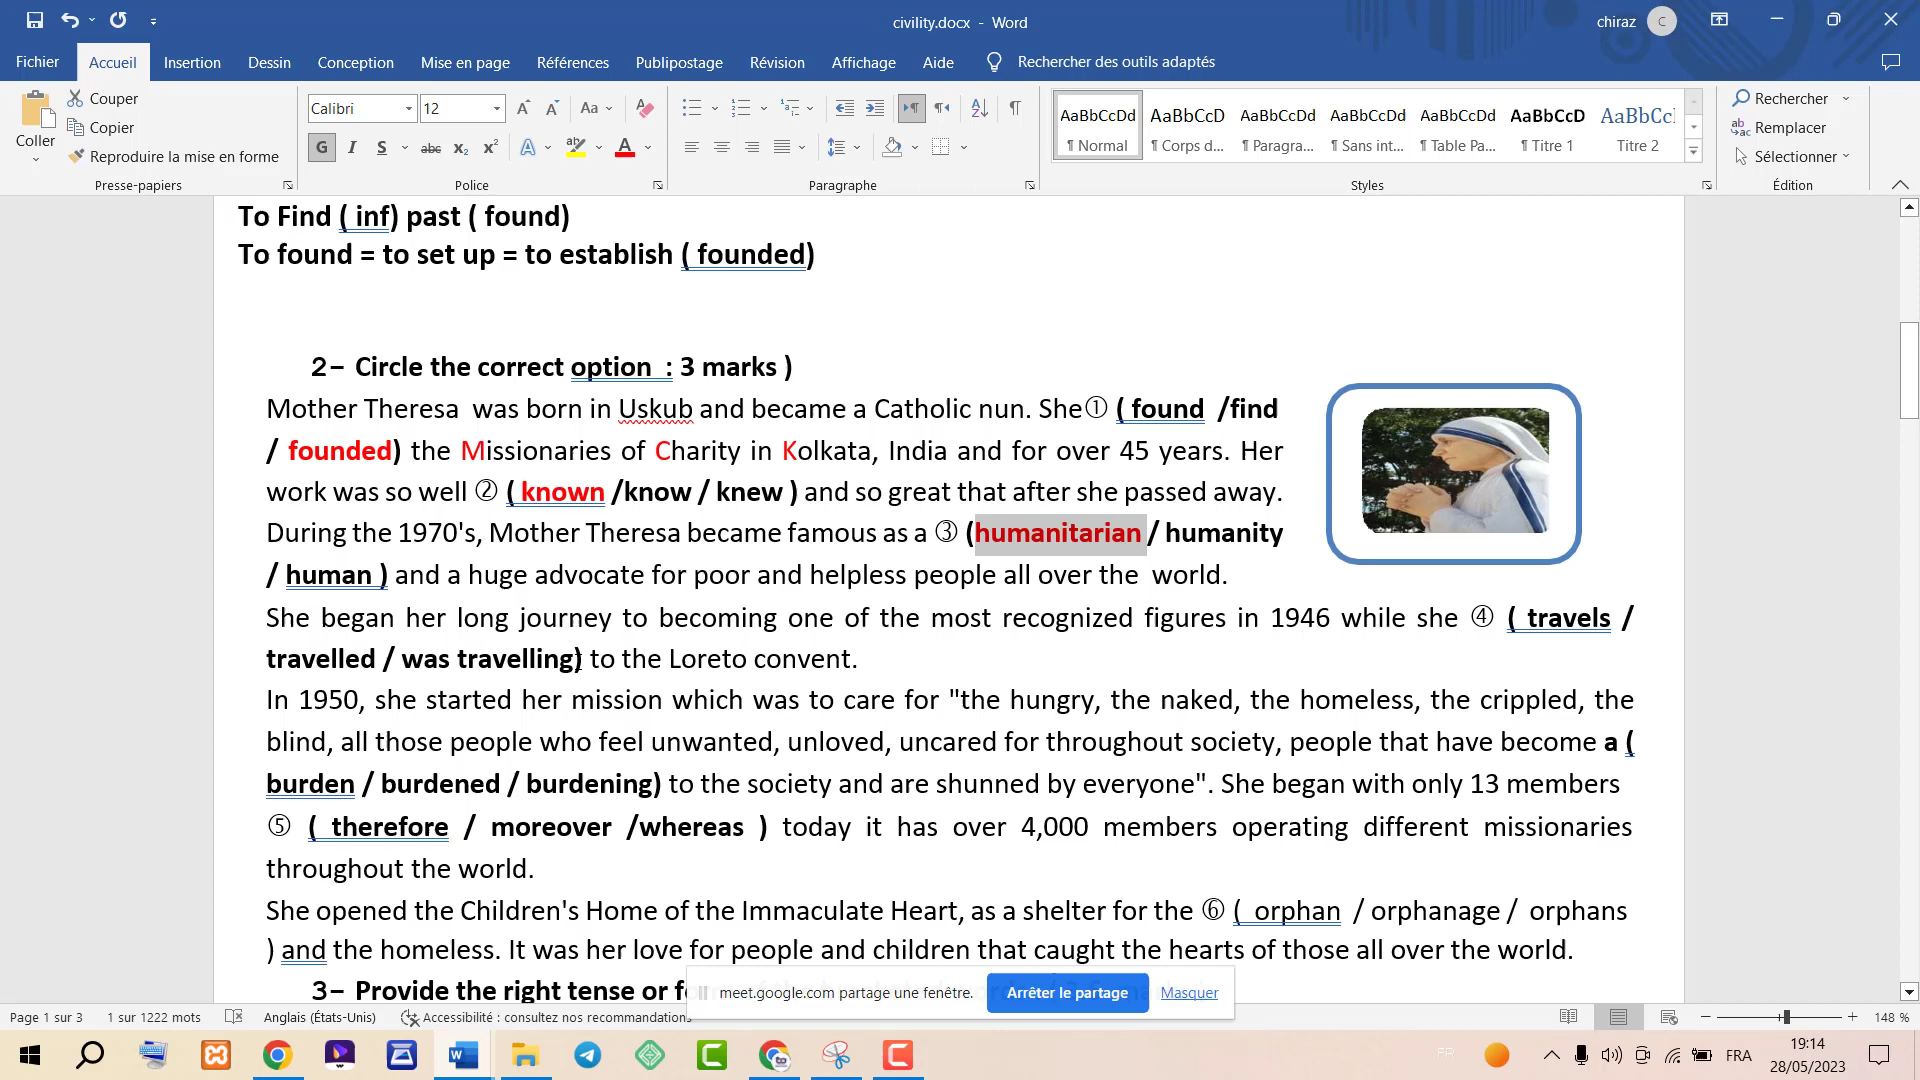 civility.docx - Word
chiraz
C
Fichier
Accueil
Insertion
Dessin
Conception
Mise en page
Références
Publipostage
Révision
Affichage
Aide
Rechercher des outils adaptés
Coller
Couper
Copier
Reproduire la mise en forme
Presse-papiers
Calibri
12
Aa
G I S abc x₂ x² A A
Police
Paragraphe
AaBbCcDd AaBbCcD AaBbCcDd AaBbCcDd AaBbCcDd AaBbCcD AaBbCc
¶ Normal ¶ Corps d... ¶ Paragra... ¶ Sans int... ¶ Table Pa... ¶ Titre 1 Titre 2
Styles
Rechercher
Remplacer
Sélectionner
Édition
To Find ( inf) past ( found)
To found = to set up = to establish ( founded)
2– Circle the correct option : 3 marks )
Mother Theresa was born in Uskub and became a Catholic nun. She① ( found /find
/ founded) the Missionaries of Charity in Kolkata, India and for over 45 years. Her
work was so well ② ( known /know / knew ) and so great that after she passed away.
During the 1970's, Mother Theresa became famous as a ③ (humanitarian / humanity
/ human ) and a huge advocate for poor and helpless people all over the world.
She began her long journey to becoming one of the most recognized figures in 1946 while she ④ ( travels /
travelled / was travelling) to the Loreto convent.
In 1950, she started her mission which was to care for "the hungry, the naked, the homeless, the crippled, the
blind, all those people who feel unwanted, unloved, uncared for throughout society, people that have become a (
burden / burdened / burdening) to the society and are shunned by everyone". She began with only 13 members
⑤ ( therefore / moreover /whereas ) today it has over 4,000 members operating different missionaries
throughout the world.
She opened the Children's Home of the Immaculate Heart, as a shelter for the ⑥ ( orphan / orphanage / orphans
) and the homeless. It was her love for people and children that caught the hearts of those all over the world.
3– Provide the right tense or
meet.google.com partage une fenêtre.
Arrêter le partage
Masquer
Page 1 sur 3
1 sur 1222 mots
Anglais (États-Unis)
Accessibilité : consultez nos recommandations
148 %
FRA
19:14
28/05/2023